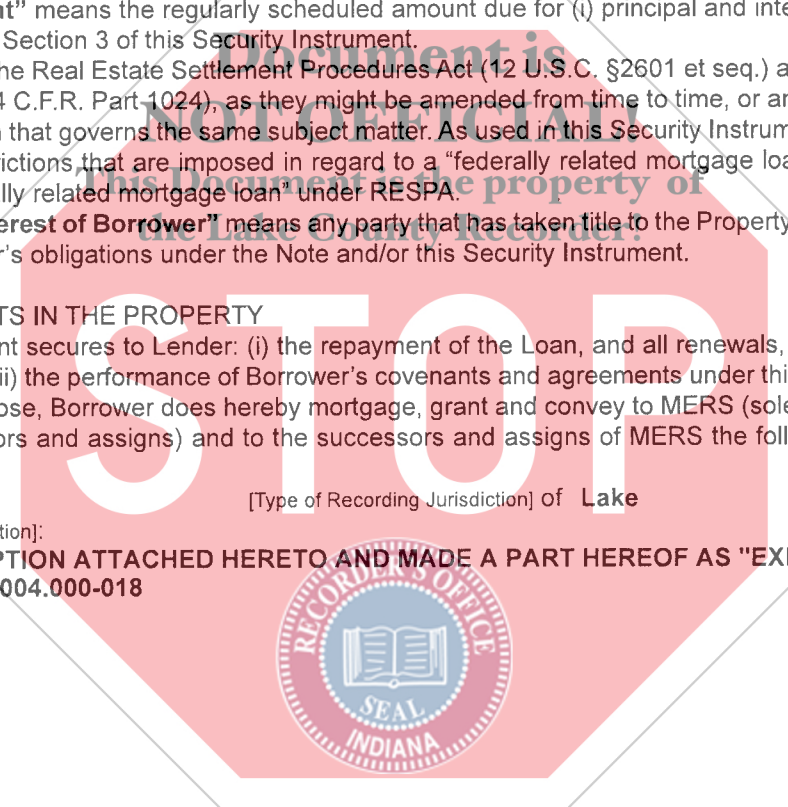 nt” means the regularly scheduled amount due for (i) principal and inte
Section 3 of this Security Instrument.
Document is
he Real Estate Settlement Procedures Act (12 U.S.C. §2601 et seq.) a
4 C.F.R. Part 1024), as they might be amended from time to time, or an
NOT OFFICIAL!
n that governs the same subject matter. As used in this Security Instrum
ictions that are imposed in regard to a “federally related mortgage loa
This Document is the property of
lly related mortgage loan” under RESPA.
erest of Borrower” means any party that has taken title to the Property
the Lake County Recorder!
r’s obligations under the Note and/or this Security Instrument.
TS IN THE PROPERTY
nt secures to Lender: (i) the repayment of the Loan, and all renewals,
ii) the performance of Borrower’s covenants and agreements under thi
ose, Borrower does hereby mortgage, grant and convey to MERS (sole
ors and assigns) and to the successors and assigns of MERS the foll
STOP
[Type of Recording Jurisdiction] of Lake
tion]:
PTION ATTACHED HERETO AND MADE A PART HEREOF AS "EXH
004.000-018
RECORDER'S OFFICE
SEAL
INDIANA